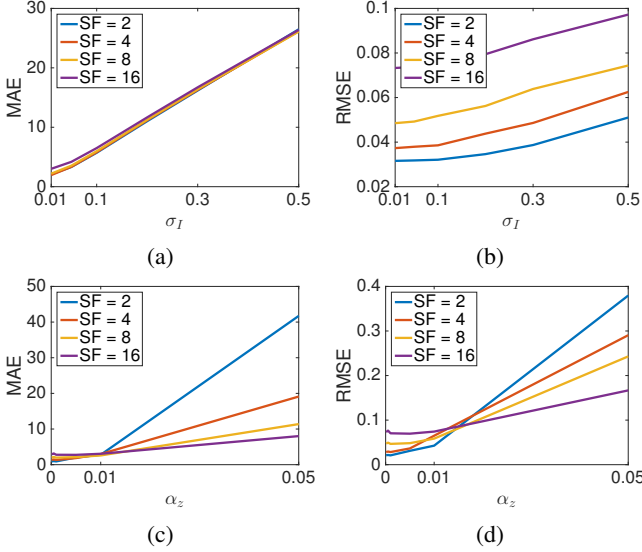 30
20
10
0
MAE
SF = 2
SF = 4
SF = 8
SF = 16
0.01
0.1
0.3
0.5
σ_I
(a)
0.1
0.08
0.06
0.04
0.02
RMSE
SF = 2
SF = 4
SF = 8
SF = 16
0.01
0.1
0.3
0.5
σ_I
(b)
50
40
30
20
10
0
MAE
SF = 2
SF = 4
SF = 8
SF = 16
0
0.01
0.05
α_z
(c)
0.4
0.3
0.2
0.1
0
RMSE
SF = 2
SF = 4
SF = 8
SF = 16
0
0.01
0.05
α_z
(d)